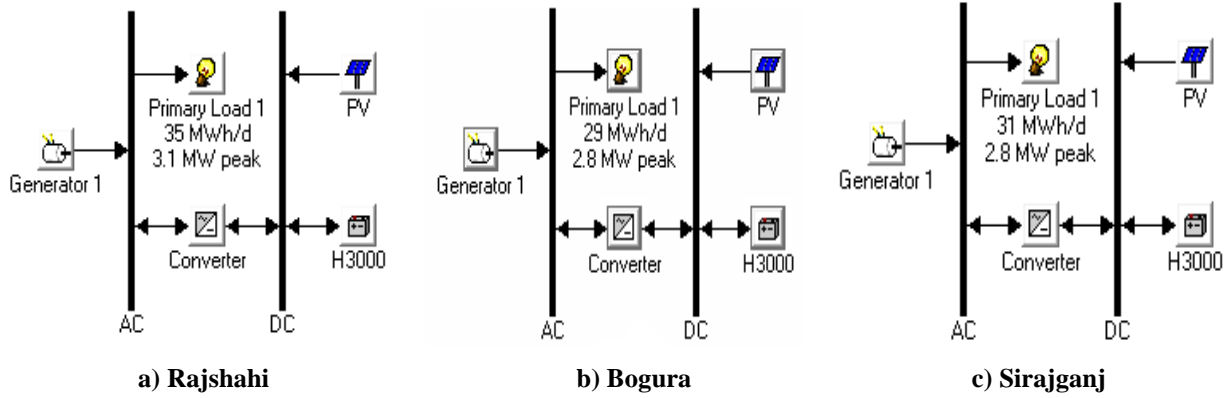 Primary Load 1
35 MWh/d
3.1 MW peak
PV
Generator 1
Converter
H3000
AC
DC
a) Rajshahi
Primary Load 1
29 MWh/d
2.8 MW peak
PV
Generator 1
Converter
H3000
AC
DC
b) Bogura
Primary Load 1
31 MWh/d
2.8 MW peak
PV
Generator 1
Converter
H3000
AC
DC
c) Sirajganj